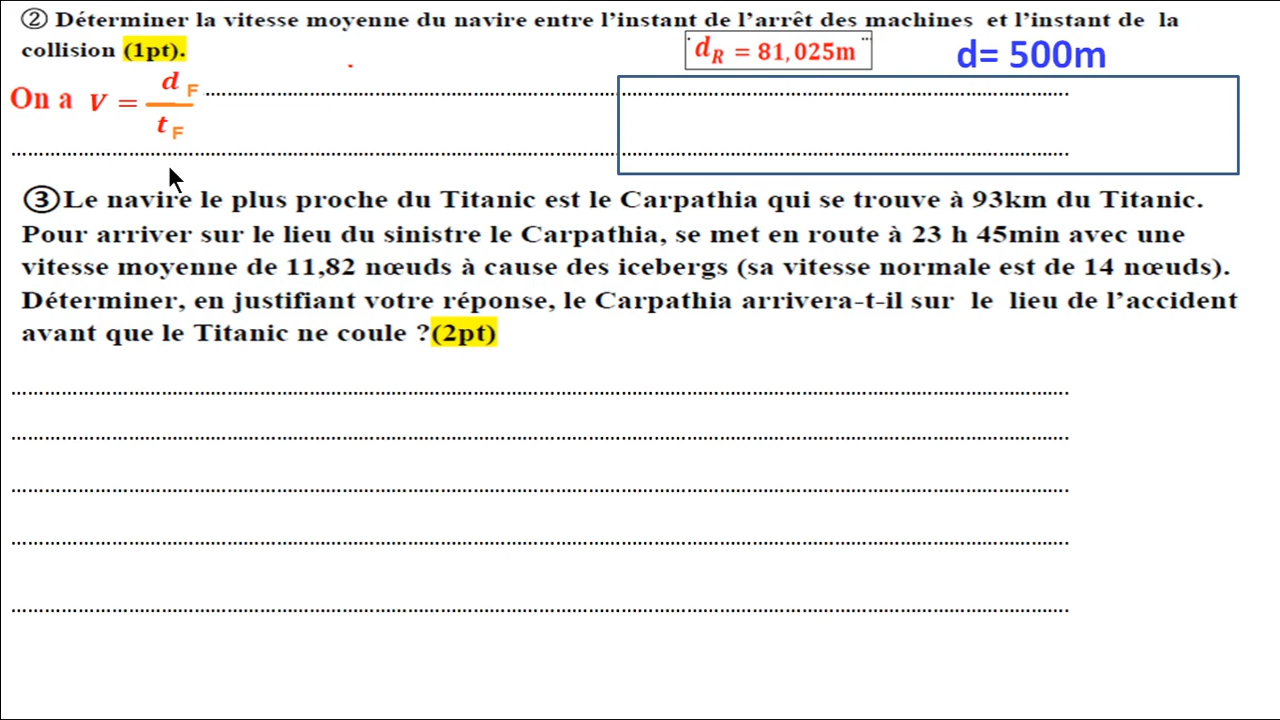 ② Déterminer la vitesse moyenne du navire entre l'instant de l'arrêt des machines et l'instant de la
collision (1pt).
d_R = 81,025m
d= 500m
On a V = d_F / t_F ................................................................
................................................................
③Le navire le plus proche du Titanic est le Carpathia qui se trouve à 93km du Titanic.
Pour arriver sur le lieu du sinistre le Carpathia, se met en route à 23 h 45min avec une
vitesse moyenne de 11,82 nœuds à cause des icebergs (sa vitesse normale est de 14 nœuds).
Déterminer, en justifiant votre réponse, le Carpathia arrivera-t-il sur le lieu de l'accident
avant que le Titanic ne coule ?(2pt)
................................................................
................................................................
................................................................
................................................................
................................................................